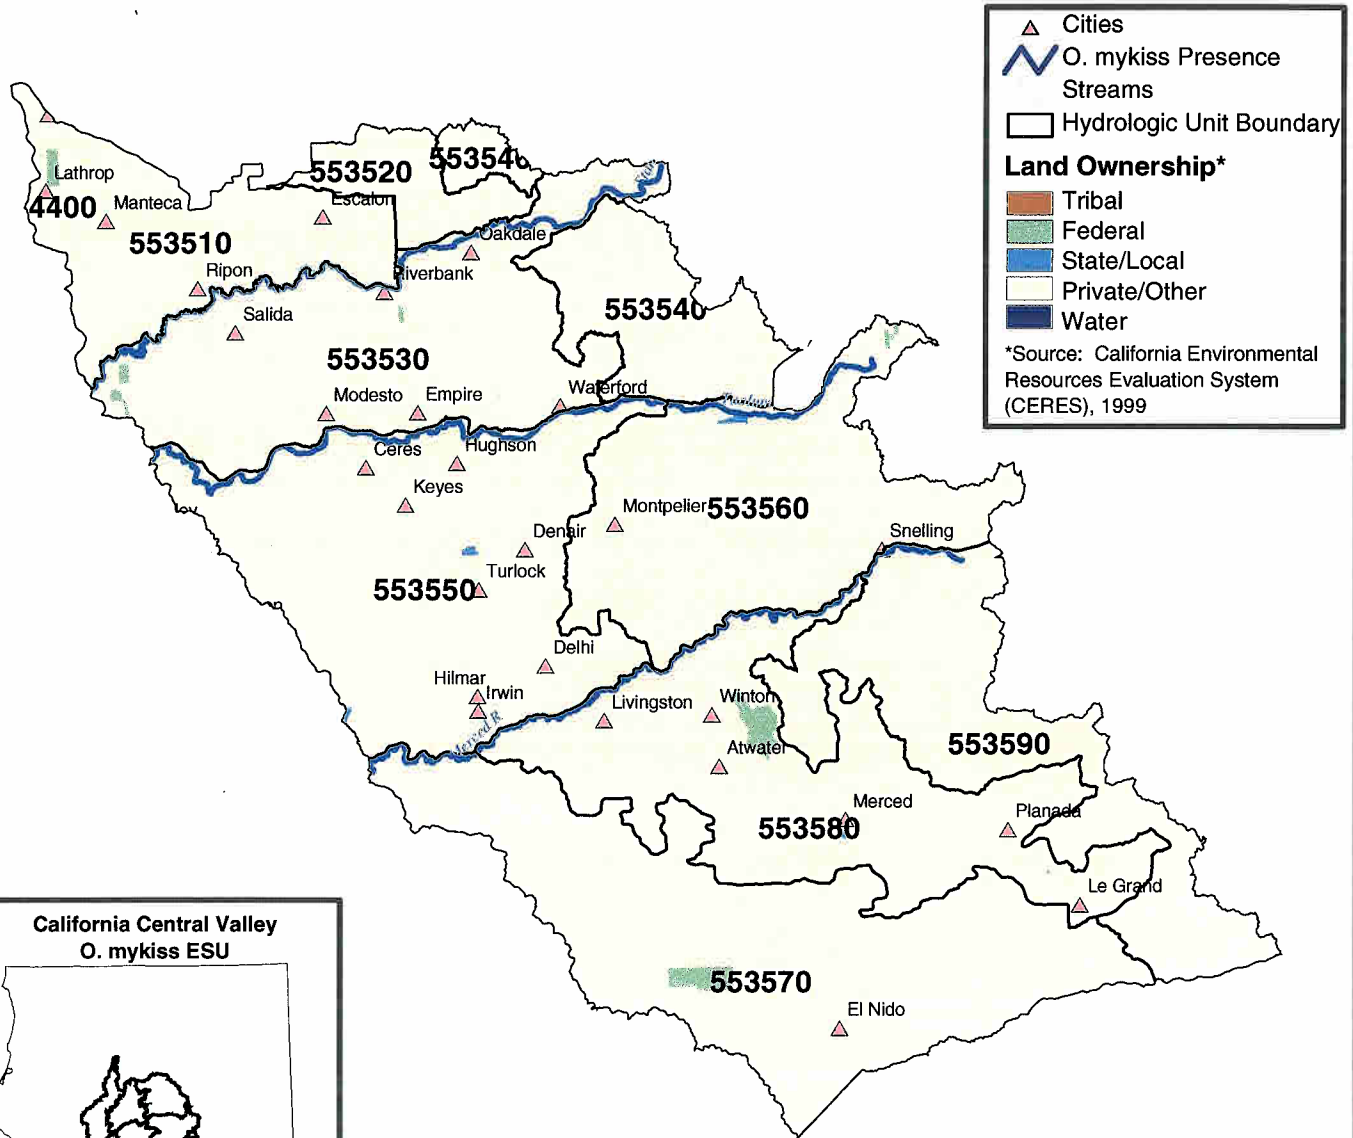 Cities
O. mykiss Presence
Streams
Hydrologic Unit Boundary
Land Ownership*
Tribal
Federal
State/Local
Private/Other
Water
*Source: California Environmental
Resources Evaluation System
(CERES), 1999
553520
Escalon
Lathrop
4400
Manteca
553510
Oakdale
Ripon
Riverbank
Salida
553540
553530
Modesto
Empire
Waterford
Ceres
Hughson
Keyes
Montpelier
553560
Denair
Snelling
Turlock
553550
Delhi
Hilmar
Irwin
Merced R
Livingston
Winton
Atwater
553590
Merced
553580
Planada
Le Grand
553570
El Nido
California Central Valley
O. mykiss ESU